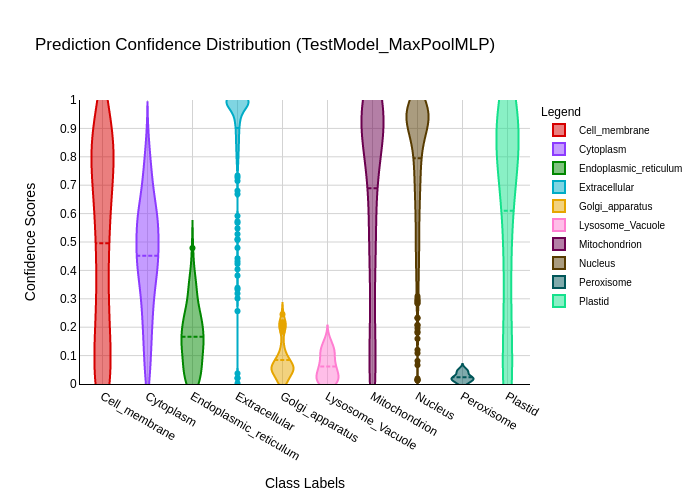 Prediction Confidence Distribution (TestModel_MaxPoolMLP)
Legend
Cell_membrane
Cytoplasm
Endoplasmic_reticulum
Extracellular
Golgi_apparatus
Lysosome_Vacuole
Mitochondrion
Nucleus
Peroxisome
Plastid
Confidence Scores
1
0.9
0.8
0.7
0.6
0.5
0.4
0.3
0.2
0.1
0
Cell_membrane
Cytoplasm
Endoplasmic_reticulum
Extracellular
Golgi_apparatus
Lysosome_Vacuole
Mitochondrion
Nucleus
Peroxisome
Plastid
Class Labels